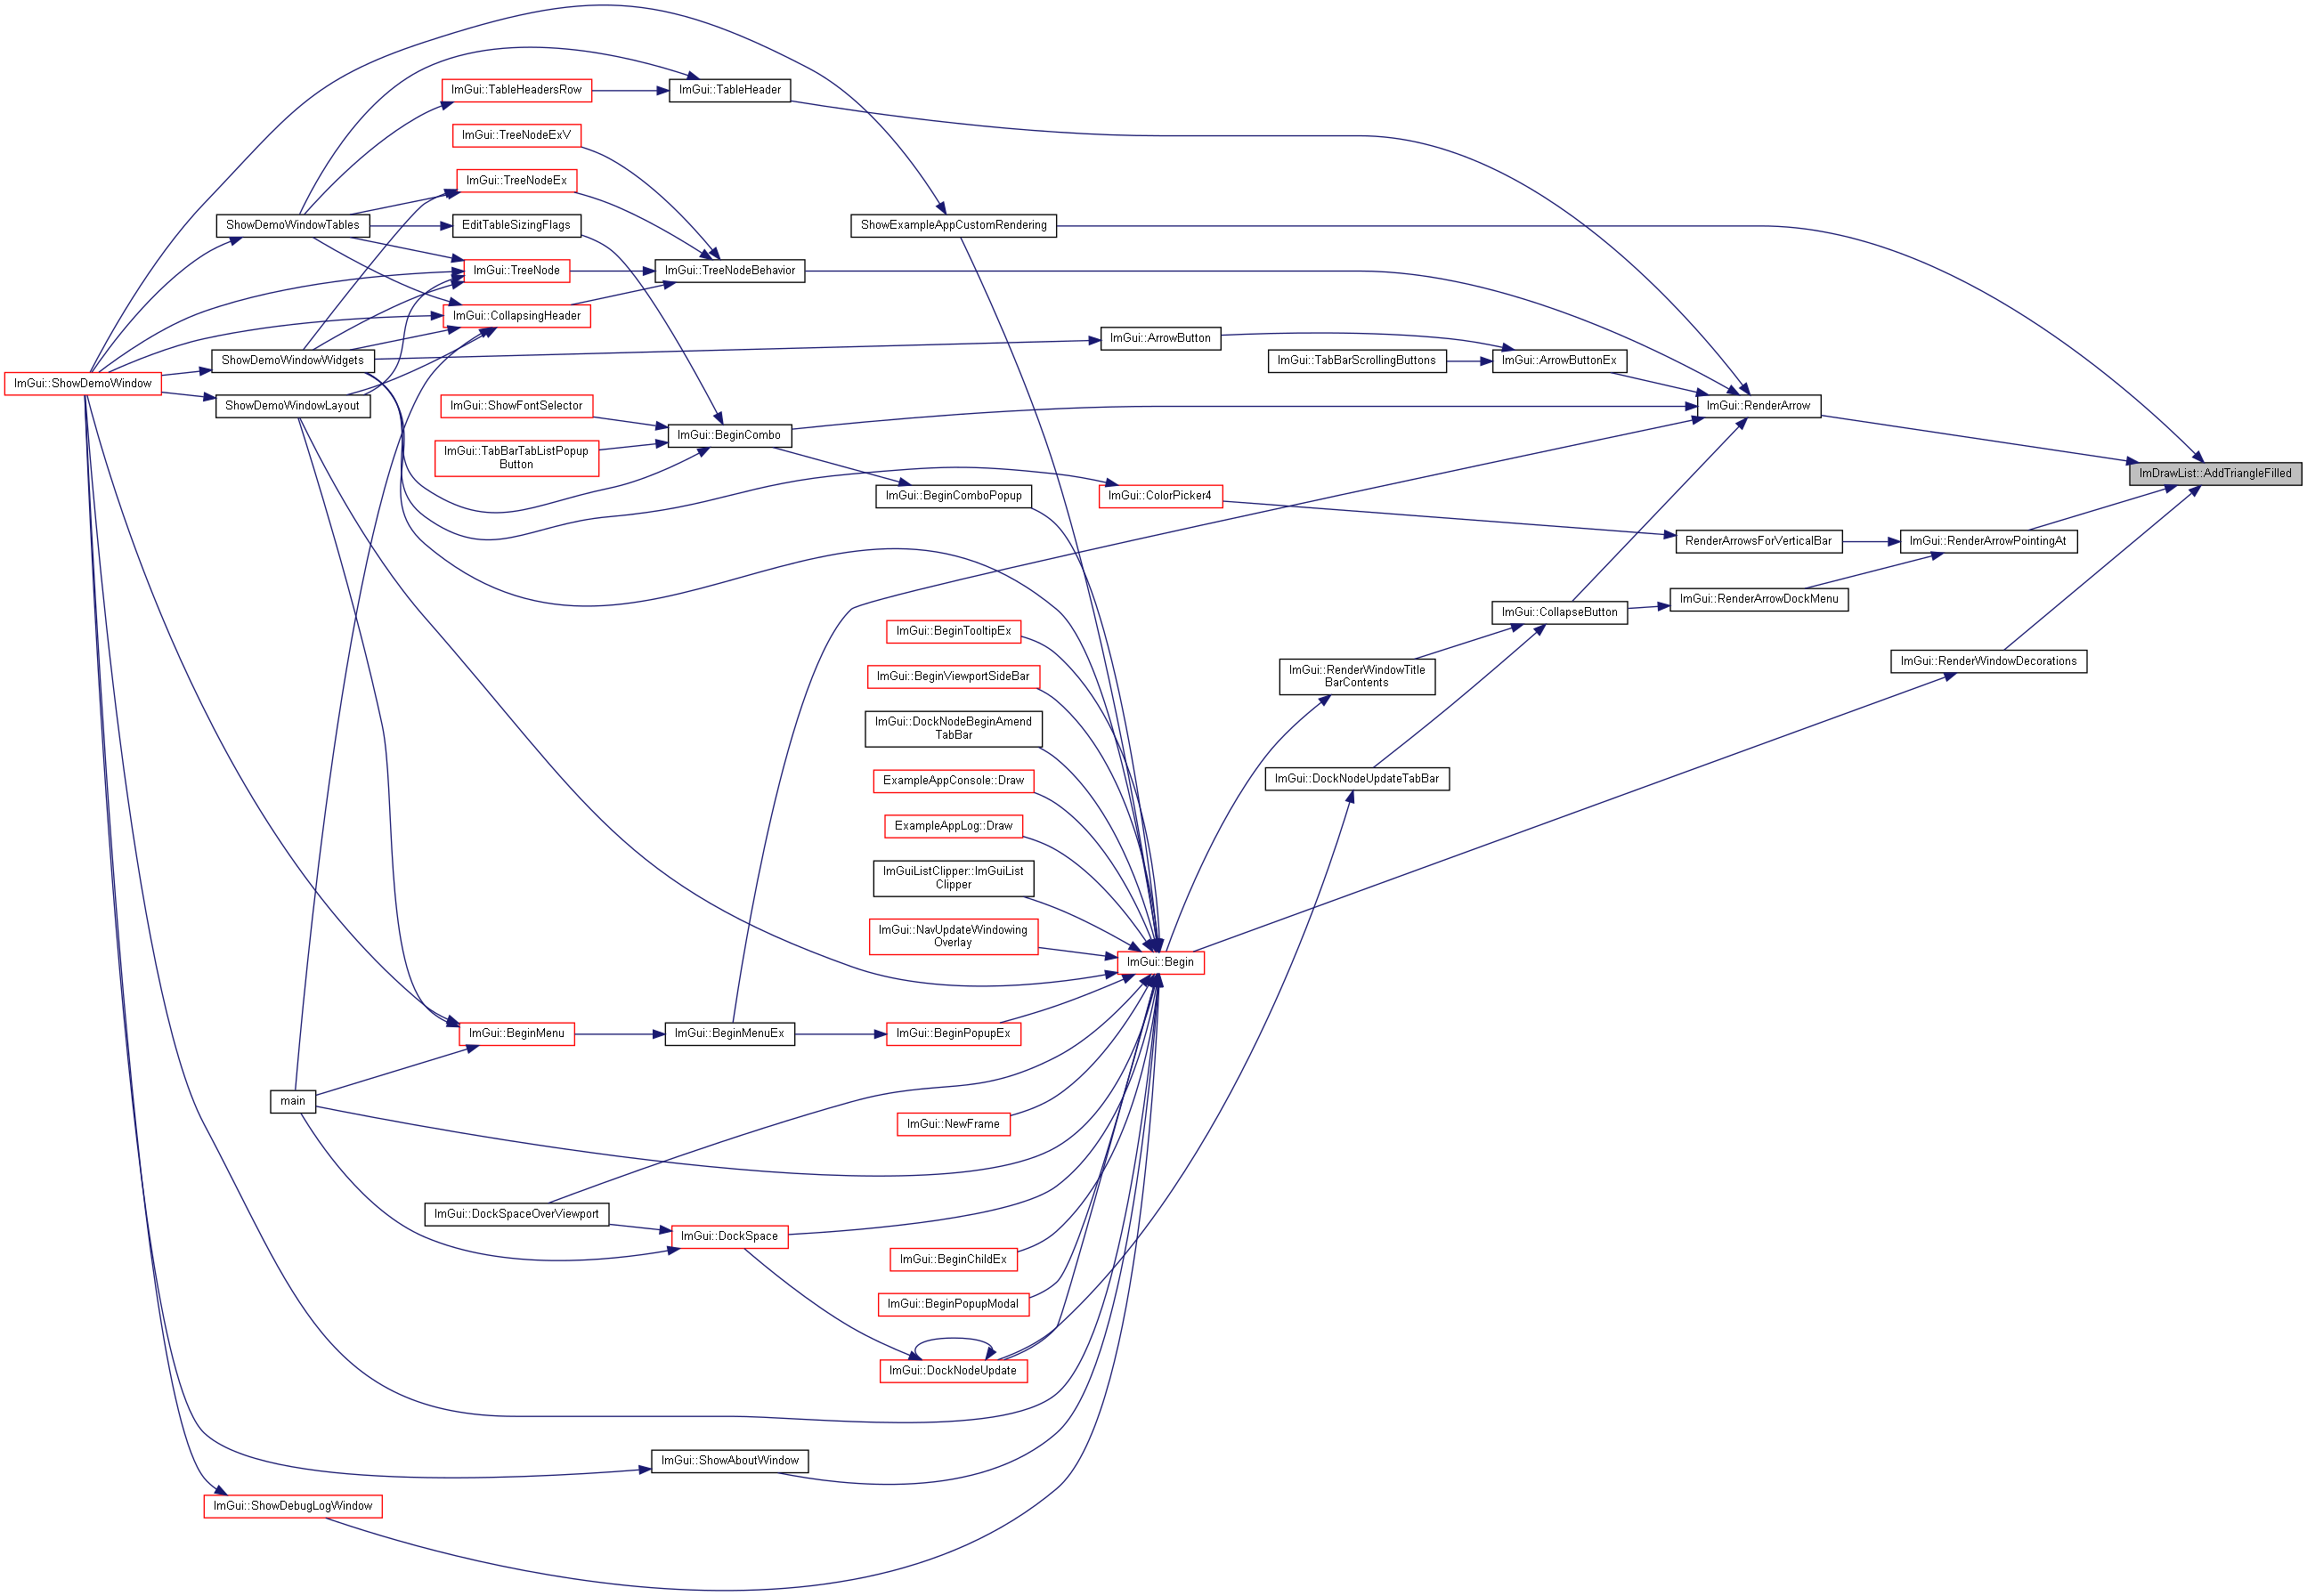 ImGui::TableHeadersRow
ImGui::TableHeader
ImGui::TreeNodeExV
ImGui::TreeNodeEx
ShowDemoWindowTables
EditTableSizingFlags
ShowExampleAppCustomRendering
ImGui::TreeNode
ImGui::TreeNodeBehavior
ImGui::CollapsingHeader
ImGui::ArrowButton
ShowDemoWindowWidgets
ImGui::TabBarScrollingButtons
ImGui::ArrowButtonEx
ImGui::ShowDemoWindow
ShowDemoWindowLayout
ImGui::ShowFontSelector
ImGui::RenderArrow
ImGui::BeginCombo
ImGui::TabBarTabListPopup
Button
ImDrawList::AddTriangleFilled
ImGui::BeginComboPopup
ImGui::ColorPicker4
RenderArrowsForVerticalBar
ImGui::RenderArrowPointingAt
ImGui::RenderArrowDockMenu
ImGui::CollapseButton
ImGui::BeginTooltipEx
ImGui::RenderWindowTitle
BarContents
ImGui::RenderWindowDecorations
ImGui::BeginViewportSideBar
ImGui::DockNodeBeginAmend
TabBar
ExampleAppConsole::Draw
ImGui::DockNodeUpdateTabBar
ExampleAppLog::Draw
ImGuiListClipper::ImGuiList
Clipper
ImGui::NavUpdateWindowing
Overlay
ImGui::Begin
ImGui::BeginMenu
ImGui::BeginMenuEx
ImGui::BeginPopupEx
main
ImGui::NewFrame
ImGui::DockSpaceOverViewport
ImGui::DockSpace
ImGui::BeginChildEx
ImGui::BeginPopupModal
ImGui::DockNodeUpdate
ImGui::ShowAboutWindow
ImGui::ShowDebugLogWindow